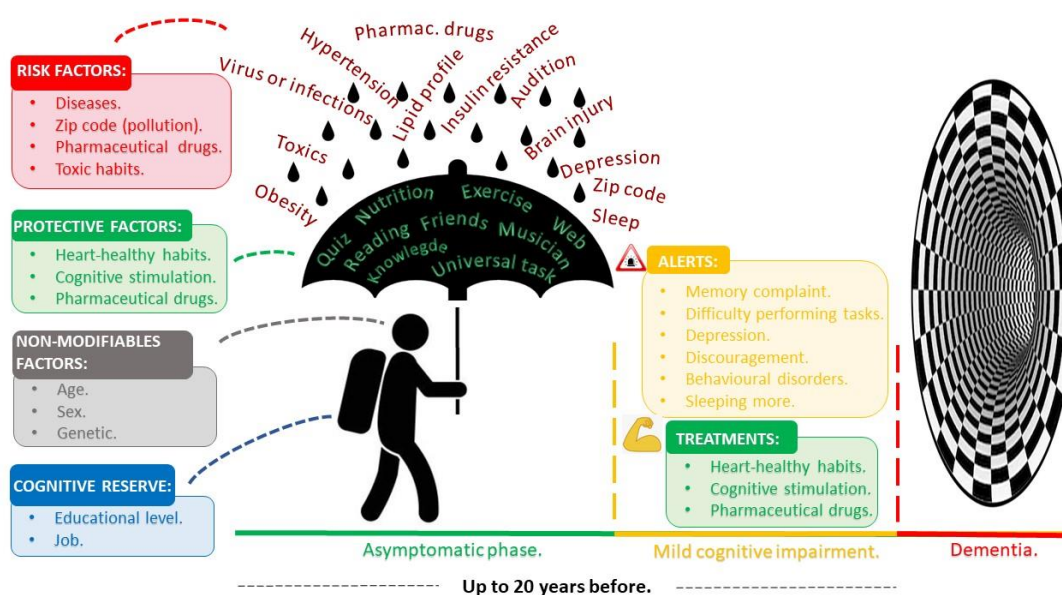 RISK FACTORS:
• Diseases.
• Zip code (pollution).
• Pharmaceutical drugs.
• Toxic habits.
PROTECTIVE FACTORS:
• Heart-healthy habits.
• Cognitive stimulation.
• Pharmaceutical drugs.
NON-MODIFIABLES
FACTORS:
• Age.
• Sex.
• Genetic.
COGNITIVE RESERVE:
• Educational level.
• Job.
Obesity
Toxics
Virus or infections
Hypertension
Pharmac. drugs
Lipid profile
Insulin resistance
Audition
Brain injury
Depression
Zip code
Sleep
Quiz
Nutrition
Exercise
Web
Reading
Friends
Musician
Knowlegde
Universal task
ALERTS:
• Memory complaint.
• Difficulty performing tasks.
• Depression.
• Discouragement.
• Behavioural disorders.
• Sleeping more.
TREATMENTS:
• Heart-healthy habits.
• Cognitive stimulation.
• Pharmaceutical drugs.
Asymptomatic phase.
Mild cognitive impairment.
Dementia.
Up to 20 years before.